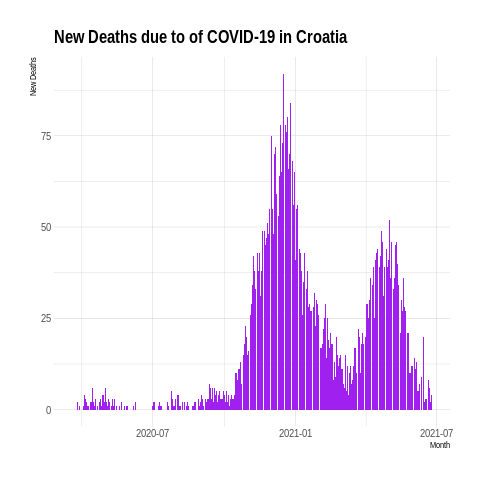 New Deaths due to of COVID-19 in Croatia
New Deaths
75
50
25
0
2020-07
2021-01
2021-07
Month